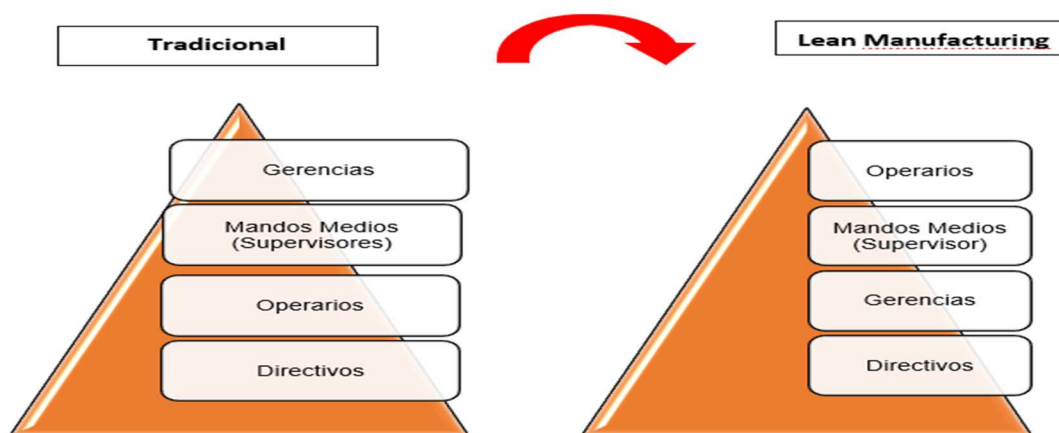 Tradicional
Gerencias
Mandos Medios
(Supervisores)
Operarios
Directivos
Lean Manufacturing
Operarios
Mandos Medios
(Supervisor)
Gerencias
Directivos